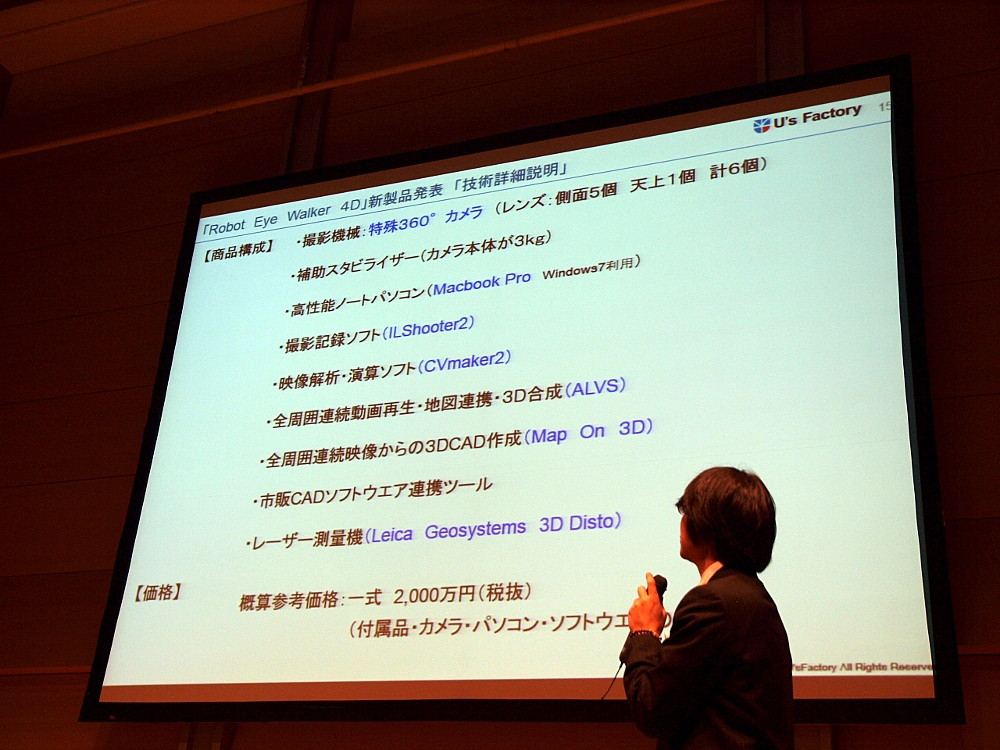 U's Factory 15
「Robot Eye Walker 4D」新製品発表 「技術詳細説明」
【商品構成】 ・撮影機械：特殊360°カメラ （レンズ：側面5個 天上1個 計6個）
・補助スタビライザー（カメラ本体が3kg）
・高性能ノートパソコン（Macbook Pro Windows7利用）
・撮影記録ソフト（ILShooter2）
・映像解析・演算ソフト（CVmaker2）
・全周囲連続動画再生・地図連携・3D合成（ALVS）
・全周囲連続映像からの3DCAD作成（Map On 3D）
・市販CADソフトウエア連携ツール
・レーザー測量機（Leica Geosystems 3D Disto）
【価格】 概算参考価格：一式 2,000万円（税抜）
（付属品・カメラ・パソコン・ソフトウエ
sFactory All Rights Reserve